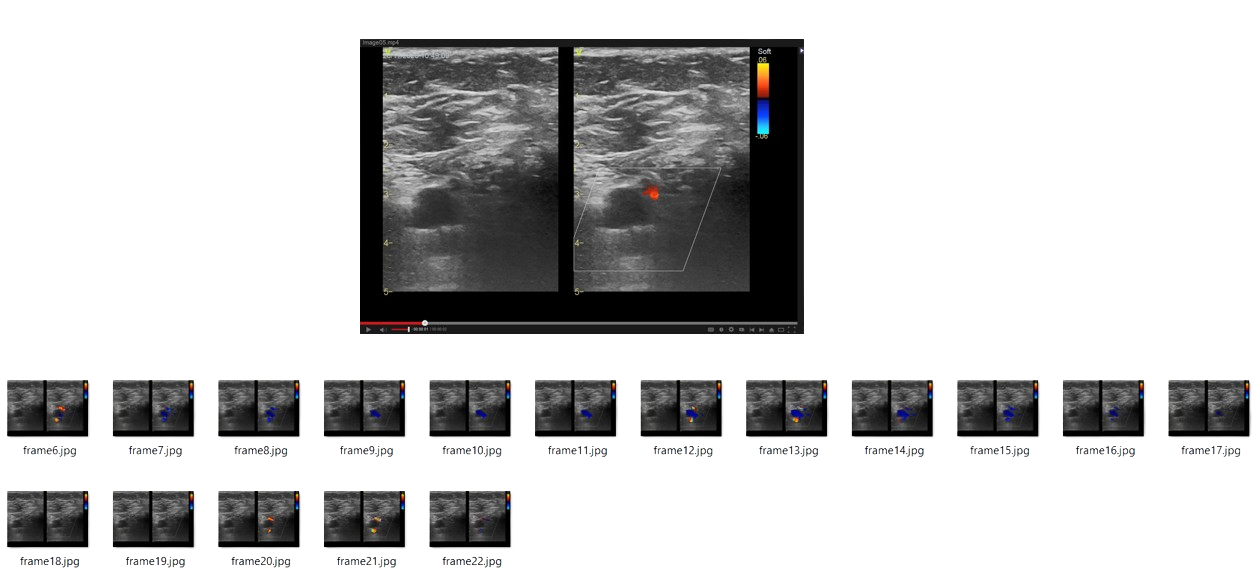 image05.mp4
Soft
.06
-.06
3-
3-
4-
4-
5-
5-
frame6.jpg frame7.jpg frame8.jpg frame9.jpg frame10.jpg frame11.jpg frame12.jpg frame13.jpg frame14.jpg frame15.jpg frame16.jpg frame17.jpg
frame18.jpg frame19.jpg frame20.jpg frame21.jpg frame22.jpg